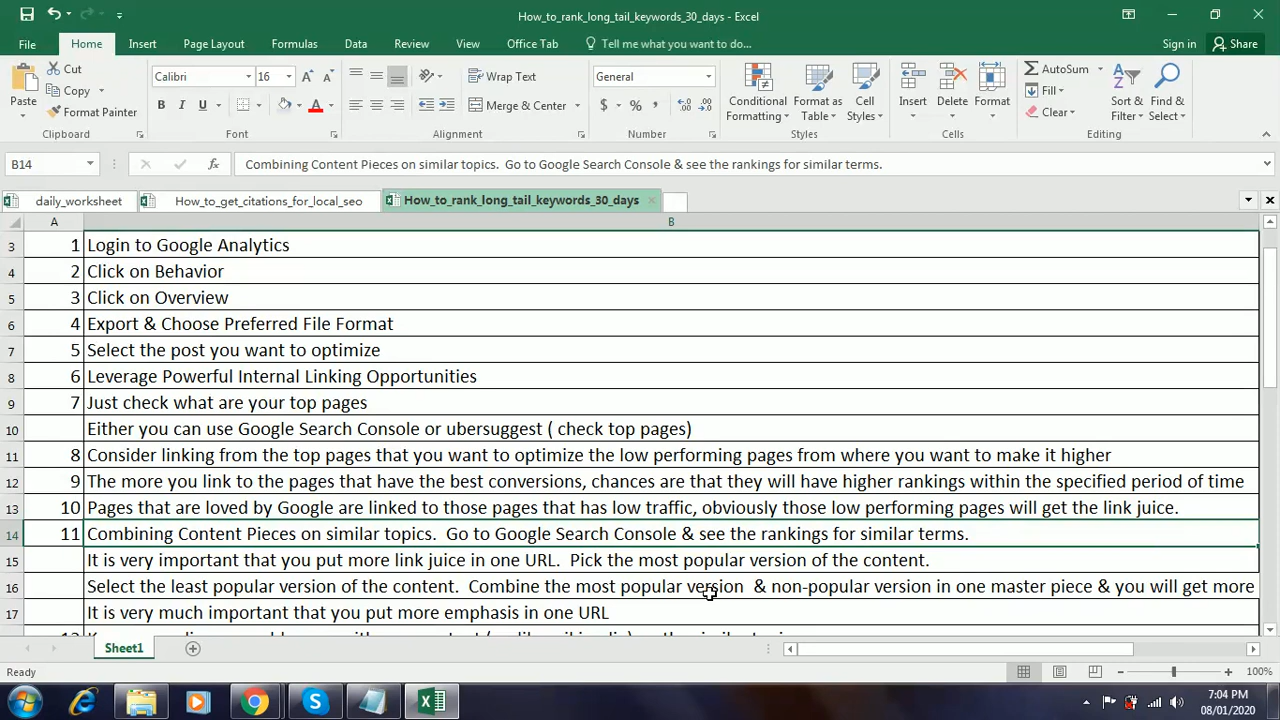 How_to_rank_long_tail_keywords_30_days - Excel
File Home Insert Page Layout Formulas Data Review View Office Tab Tell me what you want to do... Sign in Share
Paste Cut Copy Format Painter Clipboard
Calibri 16 B I U A Font
Wrap Text Merge & Center Alignment
General $ % , Number
Conditional Formatting Format as Table Cell Styles Styles
Insert Delete Format Cells
AutoSum Fill Clear Sort & Filter Find & Select Editing
B14 fx Combining Content Pieces on similar topics.  Go to Google Search Console & see the rankings for similar terms.
daily_worksheet How_to_get_citations_for_local_seo How_to_rank_long_tail_keywords_30_days
A B
3 1 Login to Google Analytics
4 2 Click on Behavior
5 3 Click on Overview
6 4 Export & Choose Preferred File Format
7 5 Select the post you want to optimize
8 6 Leverage Powerful Internal Linking Opportunities
9 7 Just check what are your top pages
10 Either you can use Google Search Console or ubersuggest ( check top pages)
11 8 Consider linking from the top pages that you want to optimize the low performing pages from where you want to make it higher
12 9 The more you link to the pages that have the best conversions, chances are that they will have higher rankings within the specified period of time
13 10 Pages that are loved by Google are linked to those pages that has low traffic, obviously those low performing pages will get the link juice.
14 11 Combining Content Pieces on similar topics.  Go to Google Search Console & see the rankings for similar terms.
15 It is very important that you put more link juice in one URL.  Pick the most popular version of the content.
16 Select the least popular version of the content.  Combine the most popular version  & non-popular version in one master piece & you will get more
17 It is very much important that you put more emphasis in one URL
Sheet1
Ready 100%
7:04 PM
08/01/2020